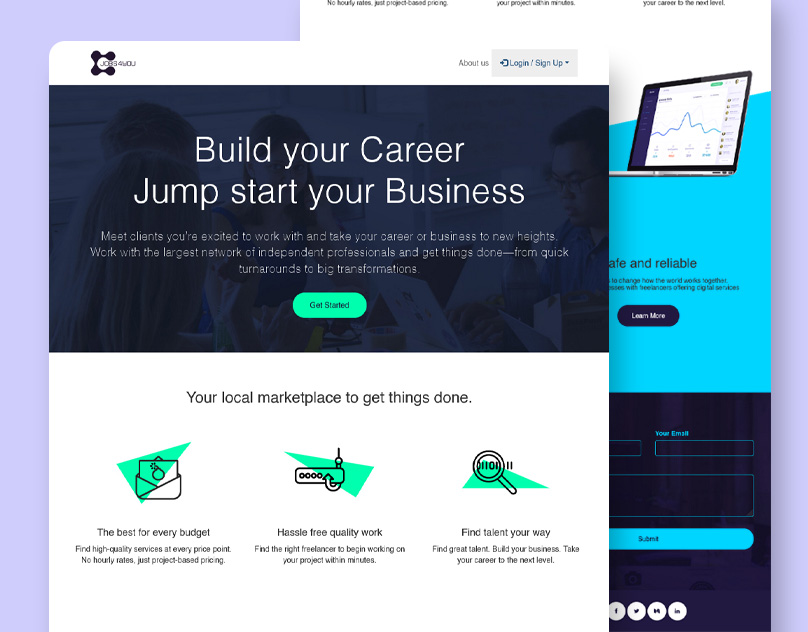 No hourly rates, just project-based pricing.
your project within minutes.
your career to the next level.
JOBS4YOU
About us
Login / Sign Up
Build your Career
Jump start your Business
Meet clients you're excited to work with and take your career or business to new heights.
Work with the largest network of independent professionals and get things done—from quick
turnarounds to big transformations.
Get Started
Your local marketplace to get things done.
The best for every budget
Find high-quality services at every price point.
No hourly rates, just project-based pricing.
Hassle free quality work
Find the right freelancer to begin working on
your project within minutes.
Find talent your way
Find great talent. Build your business. Take
your career to the next level.
and reliable
to change how the world works together.
with freelancers offering digital services
Learn More
Your Email
Submit